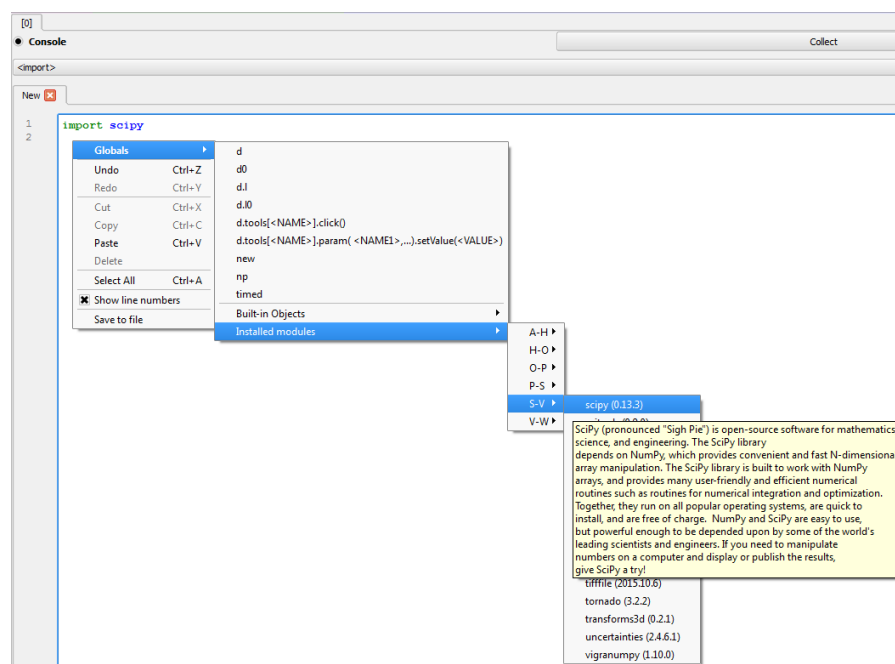 [0]
Console
Collect
<import>
New
1 import scipy
2
Globals
Undo Ctrl+Z
Redo Ctrl+Y
Cut Ctrl+X
Copy Ctrl+C
Paste Ctrl+V
Delete
Select All Ctrl+A
Show line numbers
Save to file
d
d0
d.l
d.l0
d.tools[<NAME>].click()
d.tools[<NAME>].param( <NAME1>,...).setValue(<VALUE>)
new
np
timed
Built-in Objects
Installed modules
A-H
H-O
O-P
P-S
S-V
V-W
scipy (0.13.3)
SciPy (pronounced "Sigh Pie") is open-source software for mathematics
science, and engineering. The SciPy library
depends on NumPy, which provides convenient and fast N-dimensiona
array manipulation. The SciPy library is built to work with NumPy
arrays, and provides many user-friendly and efficient numerical
routines such as routines for numerical integration and optimization.
Together, they run on all popular operating systems, are quick to
install, and are free of charge. NumPy and SciPy are easy to use,
but powerful enough to be depended upon by some of the world's
leading scientists and engineers. If you need to manipulate
numbers on a computer and display or publish the results,
give SciPy a try!
tifffile (2015.10.6)
tornado (3.2.2)
transforms3d (0.2.1)
uncertainties (2.4.6.1)
vigranumpy (1.10.0)